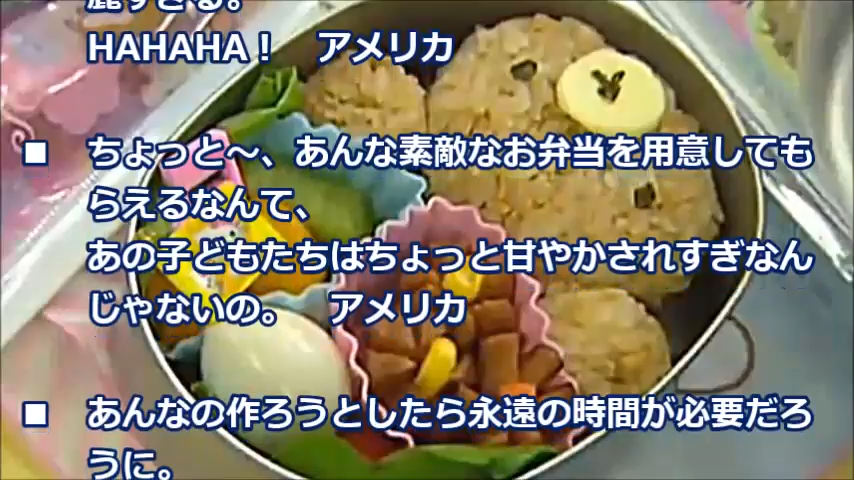 麗すぎる。
HAHAHA！　アメリカ
■　ちょっと～、あんな素敵なお弁当を用意しても
らえるなんて、
あの子どもたちはちょっと甘やかされすぎなん
じゃないの。　アメリカ
■　あんなの作ろうとしたら永遠の時間が必要だろ
うに。